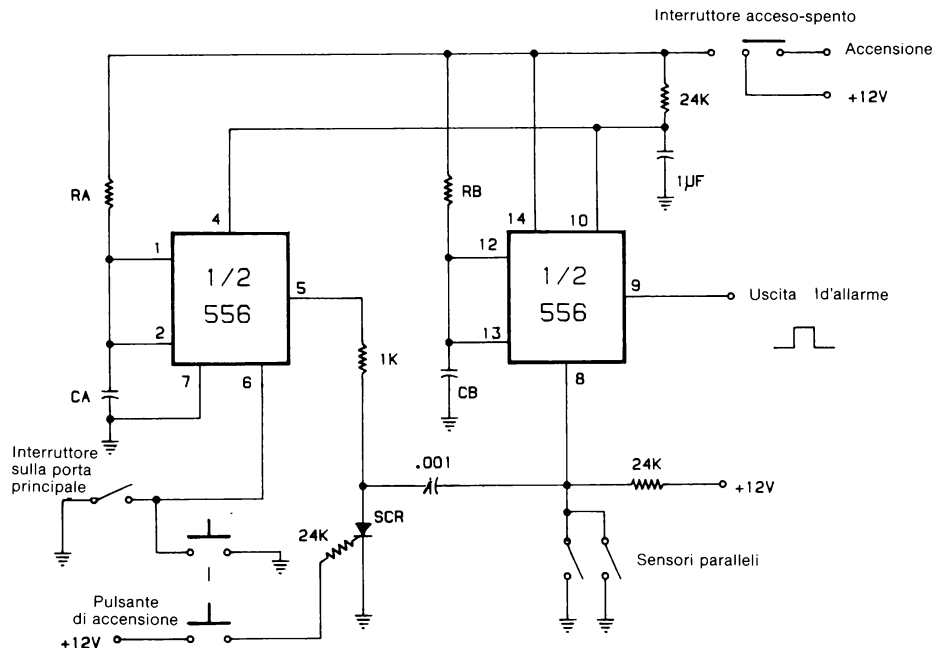 Interruttore acceso-spento
Accensione
+12V
24K
1µF
RA
RB
4
14
10
1
12
1/2
556
5
1/2
556
9
Uscita ld'allarme
2
13
7
6
8
1K
CA
CB
Interruttore
sulla porta
principale
.001
24K
+12V
SCR
24K
Sensori paralleli
Pulsante
di accensione
+12V